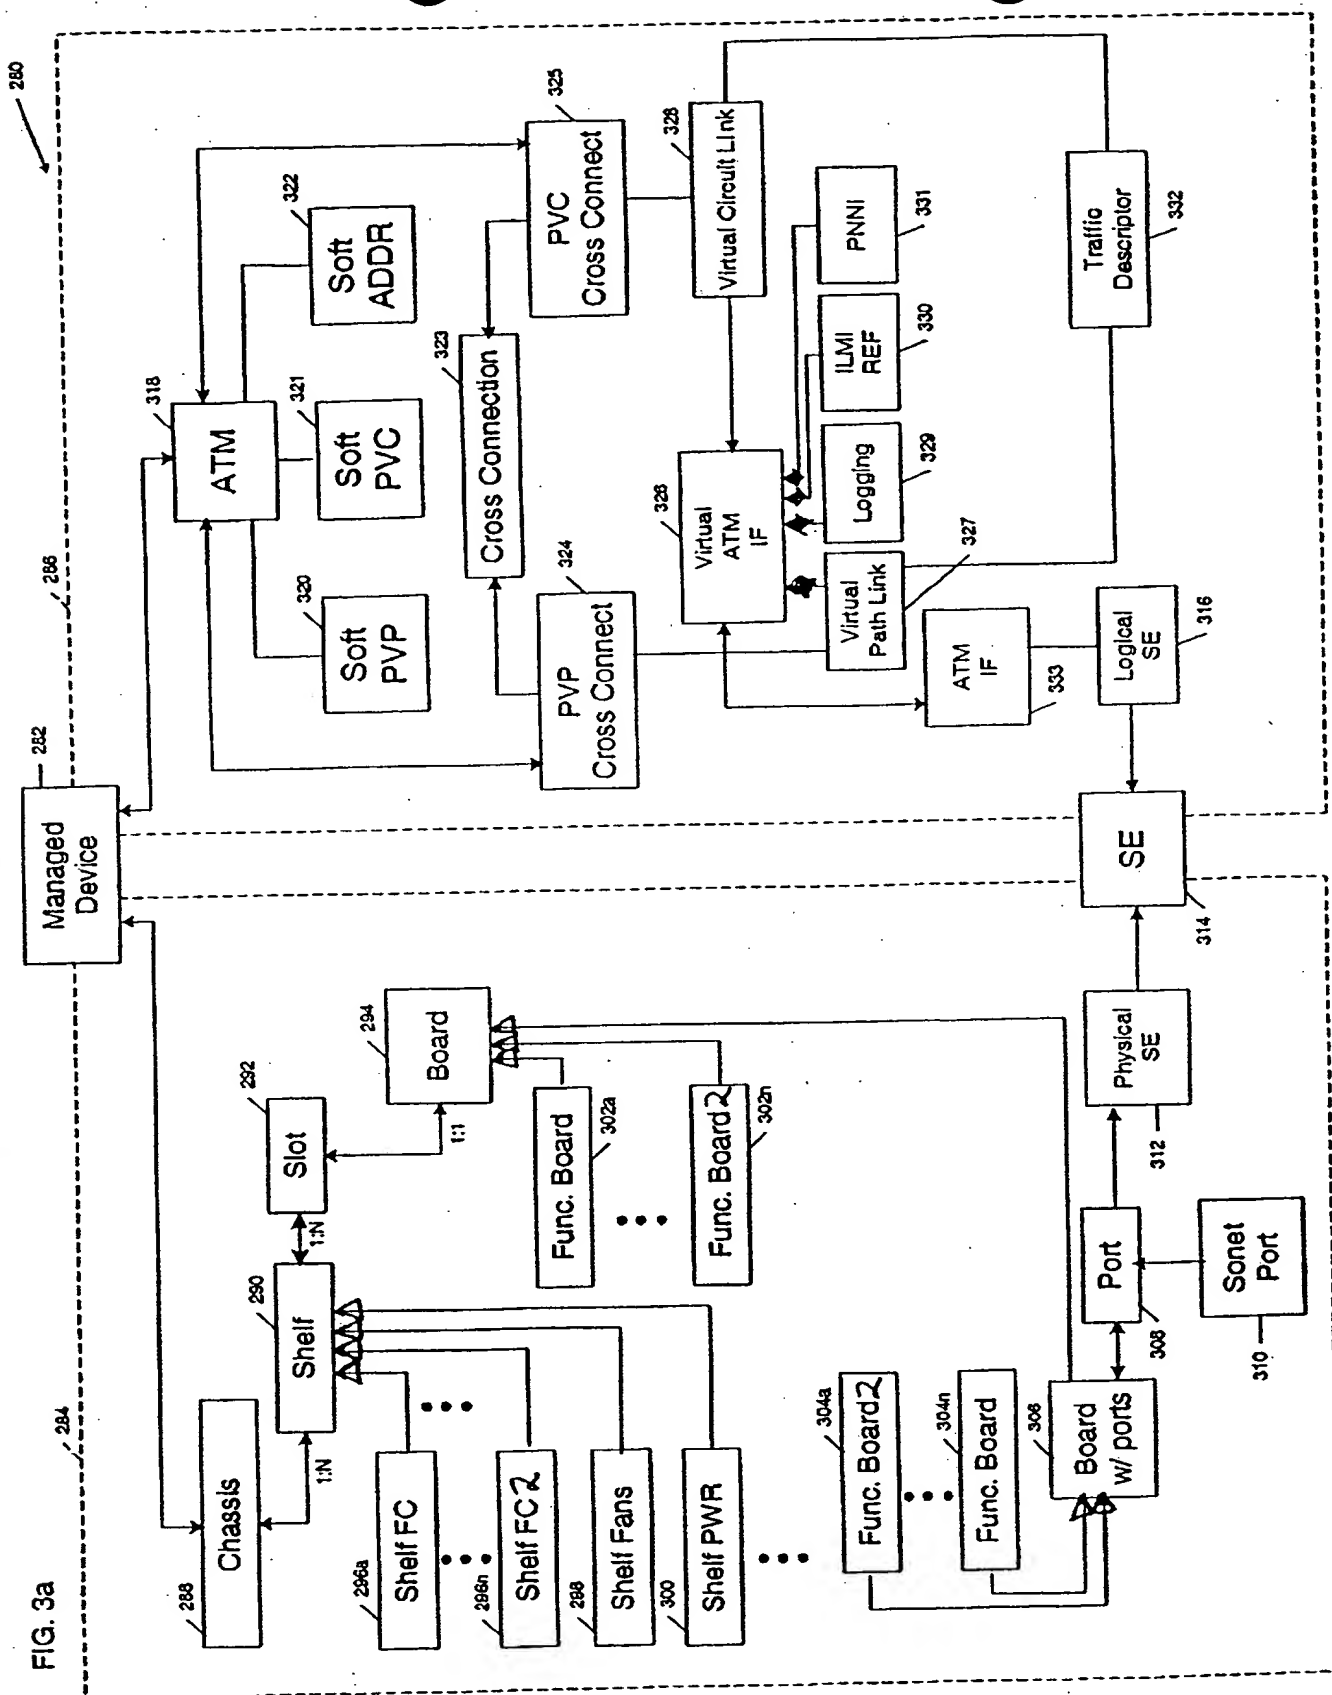 FIG. 3a
280
282
Managed
Device
284
286
288
Chassis
1:N
290
Shelf
1:N
292
Slot
1:1
294
Board
296a
Shelf FC
296n
Shelf FC2
298
Shelf Fans
300
Shelf PWR
Func. Board
302a
Func. Board2
302n
304a
Func. Board2
304n
Func. Board
306
Board
w/ ports
Port
308
Sonet
Port
310
Physical
SE
312
SE
314
Logical
SE
316
318
ATM
320
Soft
PVP
321
Soft
PVC
322
Soft
ADDR
323
Cross Connection
324
PVP
Cross Connect
325
PVC
Cross Connect
326
Virtual
ATM
IF
Virtual
Path Link
327
328
Virtual Circuit Link
Logging
329
ILMI
REF
330
PNNI
331
Traffic
Descriptor
332
ATM
IF
333